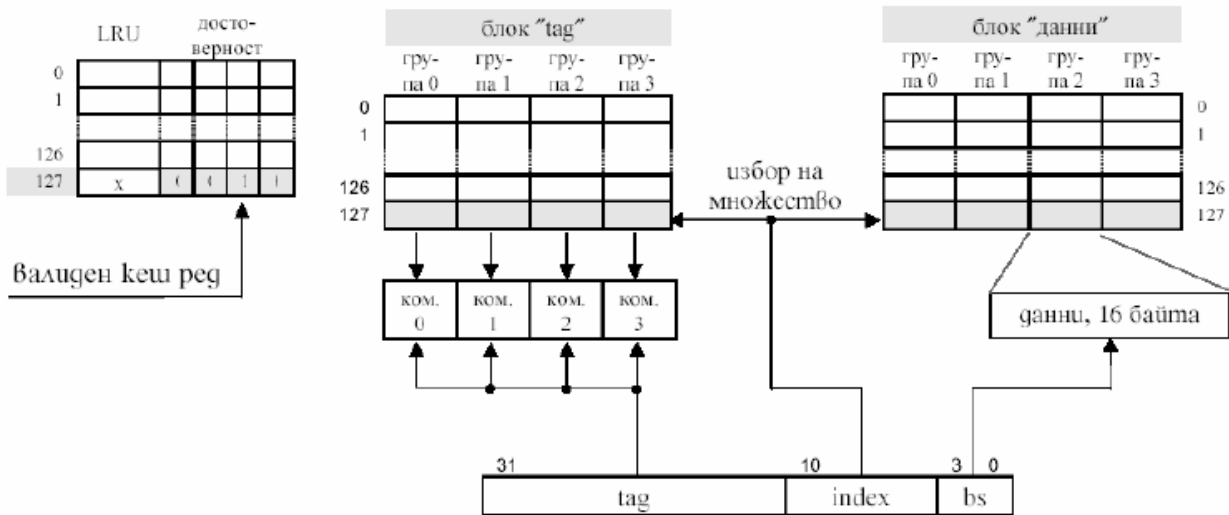 LRU
досто-
верност
0
1
126
127
x
1
валиден кеш ред
блок "tag"
гру-
па 0
гру-
па 1
гру-
па 2
гру-
па 3
0
1
126
127
ком.
0
ком.
1
ком.
2
ком.
3
избор на
множество
блок "данни"
гру-
па 0
гру-
па 1
гру-
па 2
гру-
па 3
0
1
126
127
данни, 16 байта
31
10
3
0
tag
index
bs